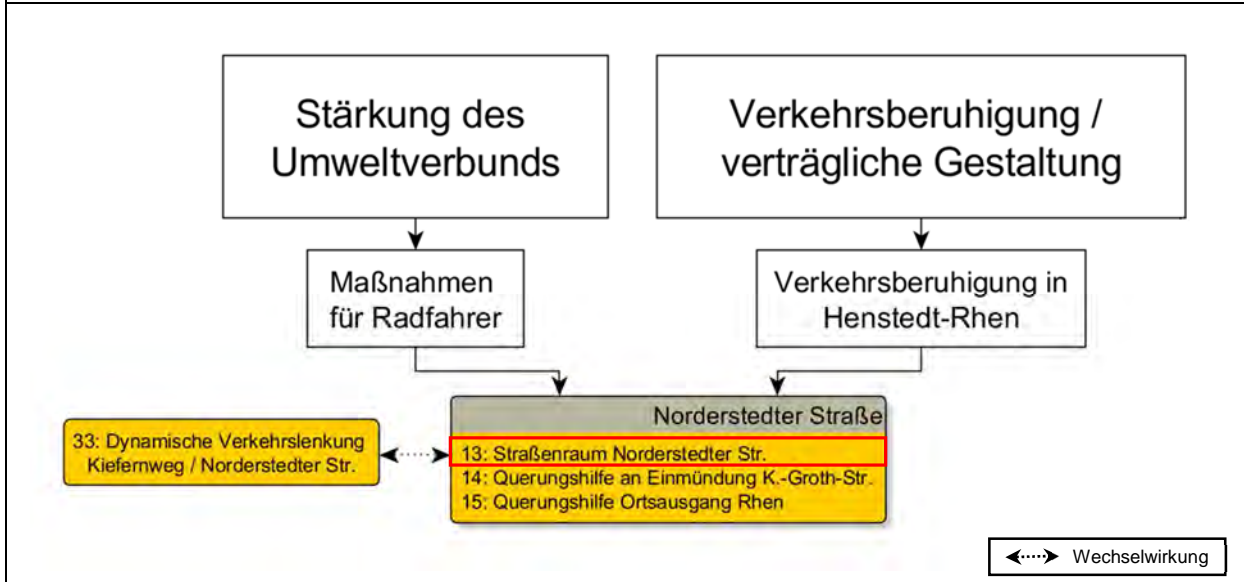 Stärkung des
Umweltverbunds
Verkehrsberuhigung /
verträgliche Gestaltung
Maßnahmen
für Radfahrer
Verkehrsberuhigung in
Henstedt-Rhen
Norderstedter Straße
33: Dynamische Verkehrslenkung
Kiefernweg / Norderstedter Str.
13: Straßenraum Norderstedter Str.
14: Querungshilfe an Einmündung K.-Groth-Str.
15: Querungshilfe Ortsausgang Rhen
Wechselwirkung